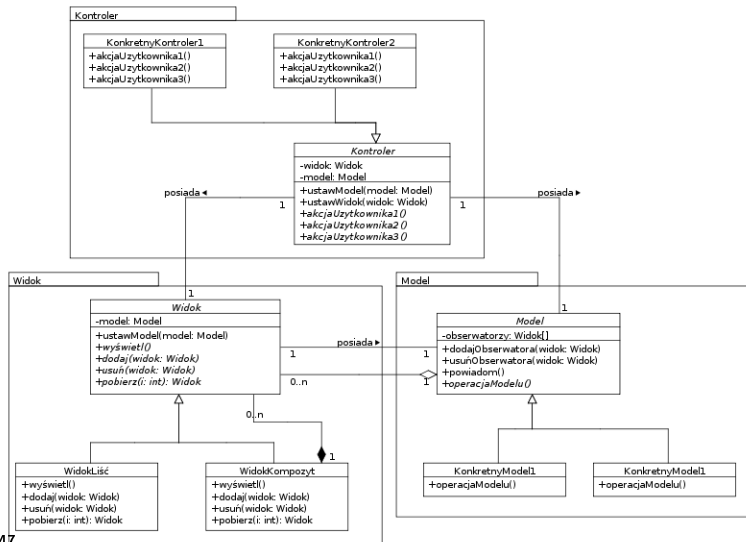 Kontroler
KonkretnyKontroler1
+akcjaUzytkownika1()
+akcjaUzytkownika2()
+akcjaUzytkownika3()
KonkretnyKontroler2
+akcjaUzytkownika1()
+akcjaUzytkownika2()
+akcjaUzytkownika3()
Kontroler
-widok: Widok
-model: Model
+ustawModel(model: Model)
+ustawWidok(widok: Widok)
+akcjaUzytkownika1()
+akcjaUzytkownika2()
+akcjaUzytkownika3()
posiada
1
1
posiada
1
1
Widok
Widok
-model: Model
+ustawModel(model: Model)
+wyświetl()
+dodaj(widok: Widok)
+usuń(widok: Widok)
+pobierz(i: int): Widok
posiada
1
1
0..n
1
0..n
1
WidokLiść
+wyświetl()
+dodaj(widok: Widok)
+usuń(widok: Widok)
+pobierz(i: int): Widok
WidokKompozyt
+wyświetl()
+dodaj(widok: Widok)
+usuń(widok: Widok)
+pobierz(i: int): Widok
Model
Model
-obserwatorzy: Widok[]
+dodajObserwatora(widok: Widok)
+usuńObserwatora(widok: Widok)
+powiadom()
+operacjaModelu()
KonkretnyModel1
+operacjaModelu()
KonkretnyModel1
+operacjaModelu()